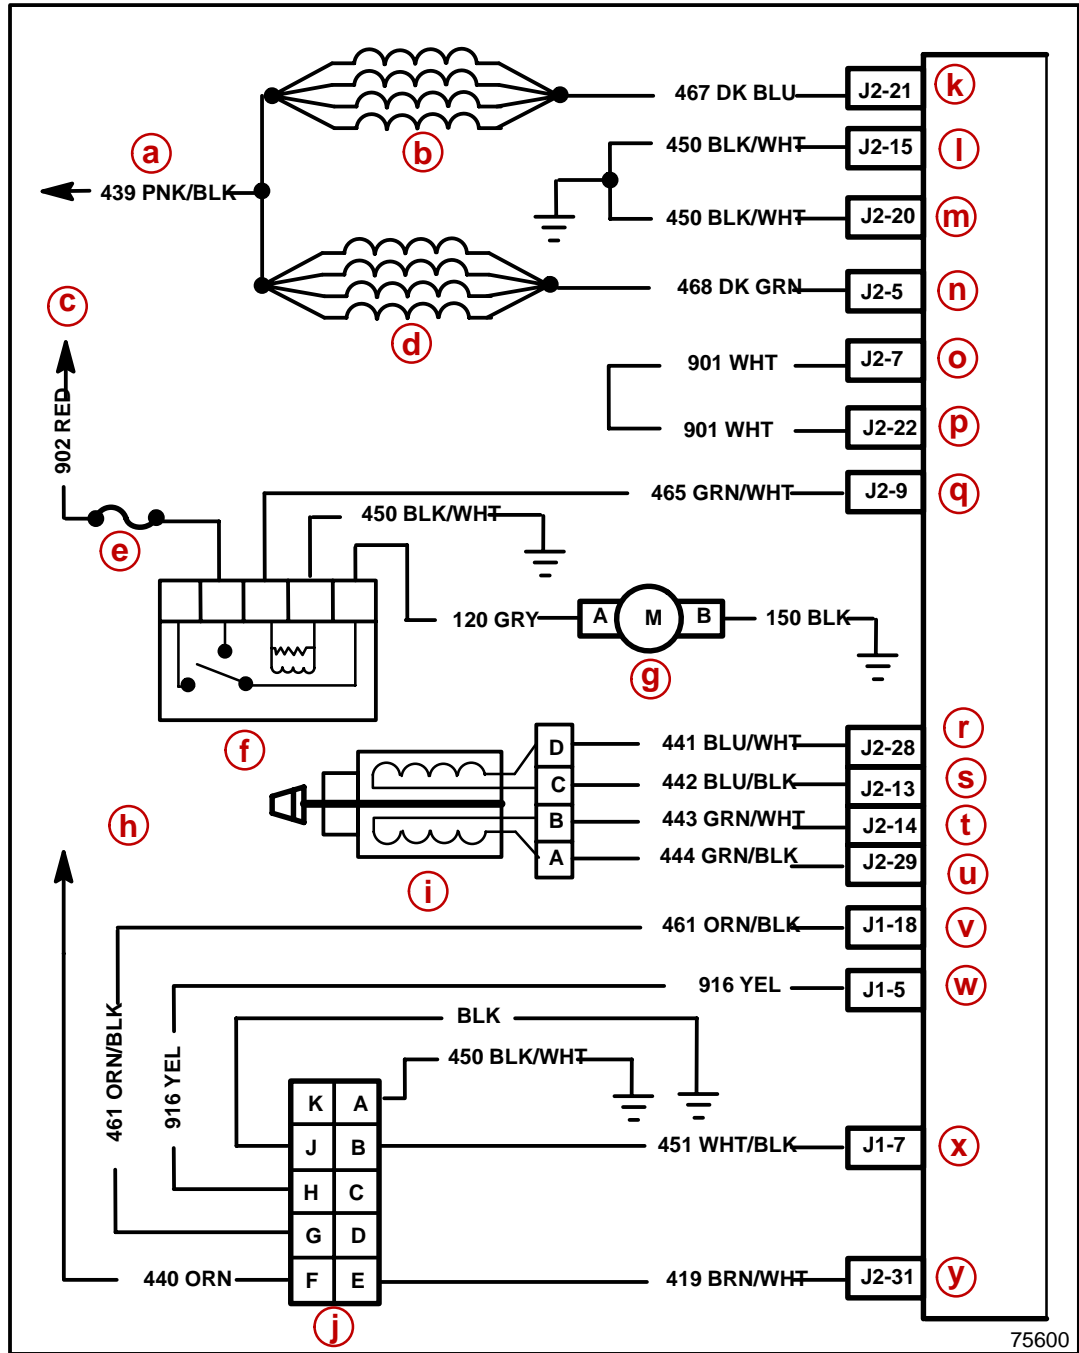 467 DK BLU
J2-21
k
a
b
450 BLK/WHT
J2-15
l
439 PNK/BLK
450 BLK/WHT
J2-20
m
468 DK GRN
J2-5
n
c
d
901 WHT
J2-7
o
902 RED
901 WHT
J2-22
p
465 GRN/WHT
J2-9
q
450 BLK/WHT
e
120 GRY
A
M
B
150 BLK
g
f
r
D
441 BLU/WHT
J2-28
C
442 BLU/BLK
J2-13
s
h
B
443 GRN/WHT
J2-14
t
A
444 GRN/BLK
J2-29
u
i
461 ORN/BLK
J1-18
v
916 YEL
J1-5
w
BLK
450 BLK/WHT
461 ORN/BLK
916 YEL
K
A
J
B
451 WHT/BLK
J1-7
x
H
C
G
D
440 ORN
F
E
419 BRN/WHT
J2-31
y
j
75600